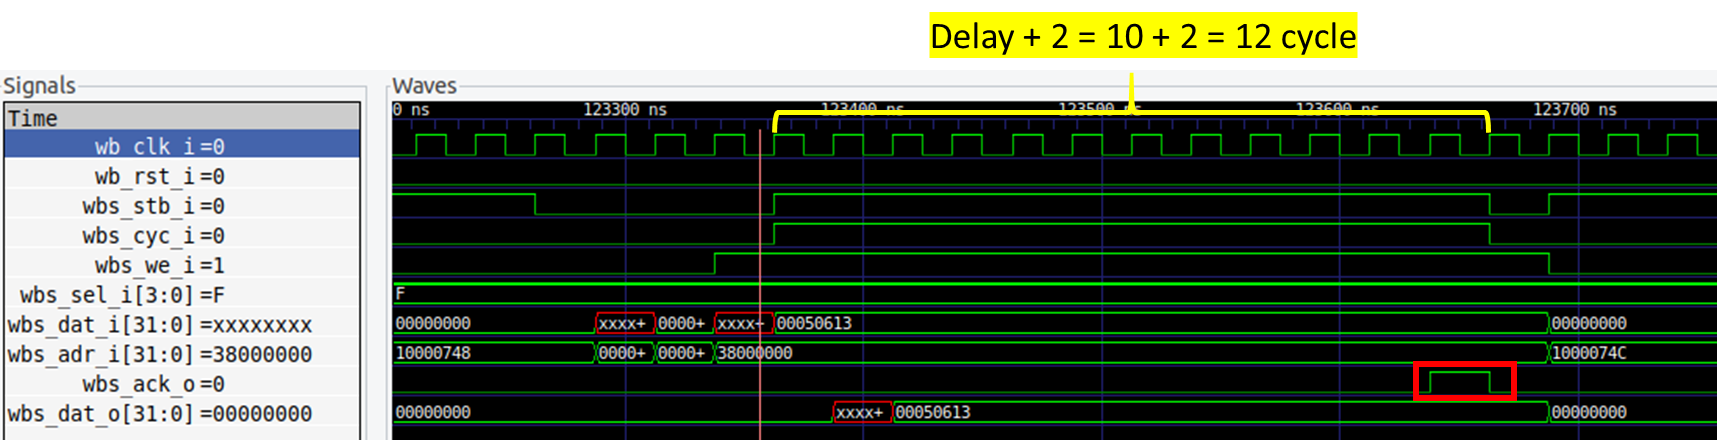 Delay + 2 = 10 + 2 = 12 cycle
Signals
Waves
Time
0 ns 123300 ns 123400 ns 123500 ns 123600 ns 123700 ns
wb_clk_i=0
wb_rst_i=0
wbs_stb_i=0
wbs_cyc_i=0
wbs_we_i=1
wbs_sel_i[3:0]=F
F
wbs_dat_i[31:0]=xxxxxxxx
00000000 xxxx+ 0000+ xxxx+ 00050613 00000000
wbs_adr_i[31:0]=38000000
10000748 0000+ 0000+ 38000000 1000074C
wbs_ack_o=0
wbs_dat_o[31:0]=00000000
00000000 xxxx+ 00050613 00000000